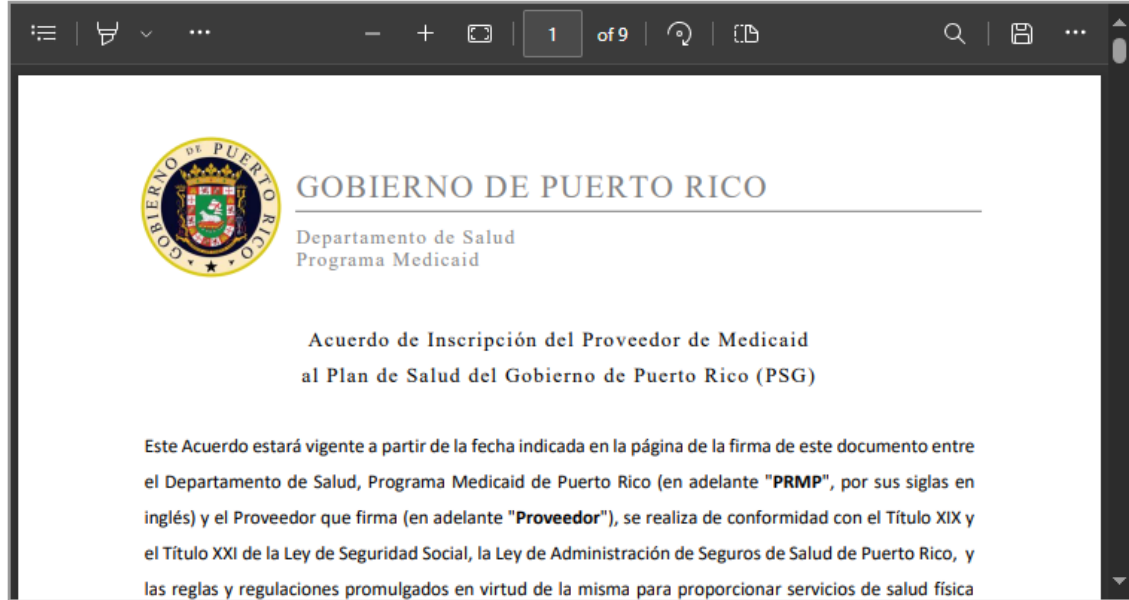 1 of 9
GOBIERNO DE PUERTO RICO
GOBIERNO DE PUERTO RICO
Departamento de Salud
Programa Medicaid
Acuerdo de Inscripción del Proveedor de Medicaid
al Plan de Salud del Gobierno de Puerto Rico (PSG)
Este Acuerdo estará vigente a partir de la fecha indicada en la página de la firma de este documento entre
el Departamento de Salud, Programa Medicaid de Puerto Rico (en adelante "PRMP", por sus siglas en
inglés) y el Proveedor que firma (en adelante "Proveedor"), se realiza de conformidad con el Título XIX y
el Título XXI de la Ley de Seguridad Social, la Ley de Administración de Seguros de Salud de Puerto Rico, y
las reglas y regulaciones promulgados en virtud de la misma para proporcionar servicios de salud física